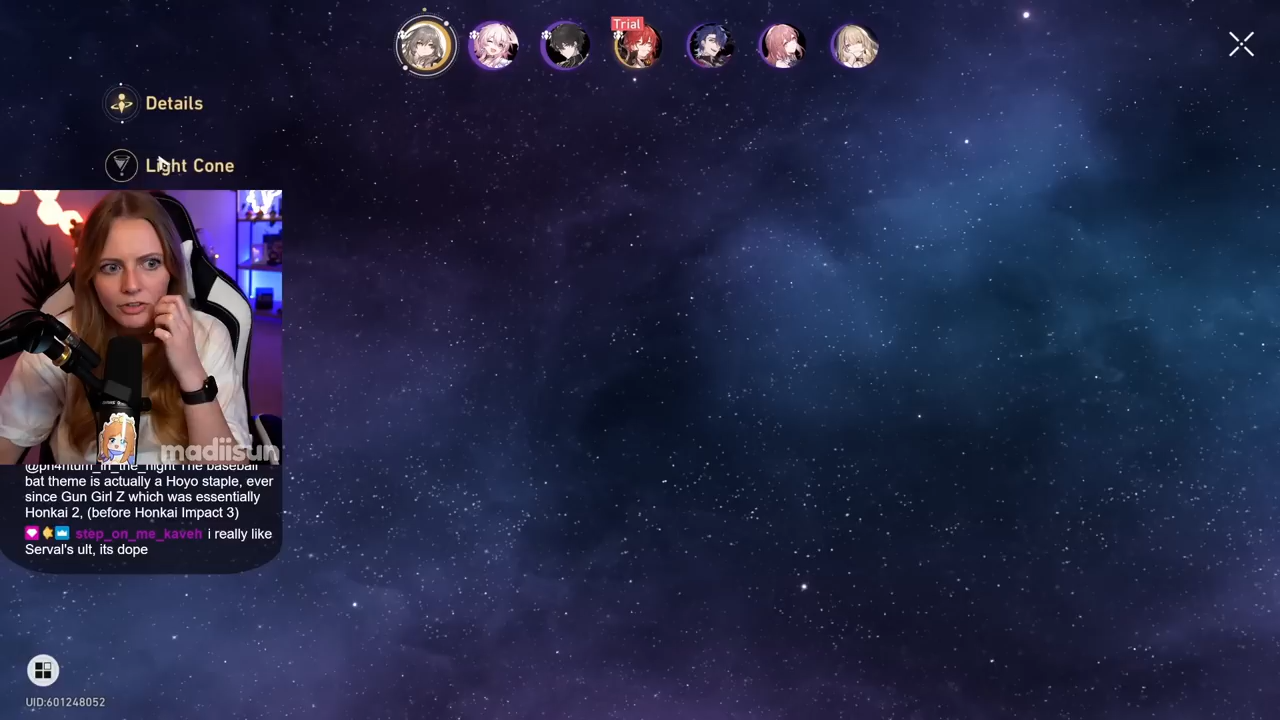 Trial
Details
Light Cone
madiisun
@ph4ntum_in_the_night The baseball
bat theme is actually a Hoyo staple, ever
since Gun Girl Z which was essentially
Honkai 2, (before Honkai Impact 3)
step_on_me_kaveh i really like
Serval's ult, its dope
UID:601248052